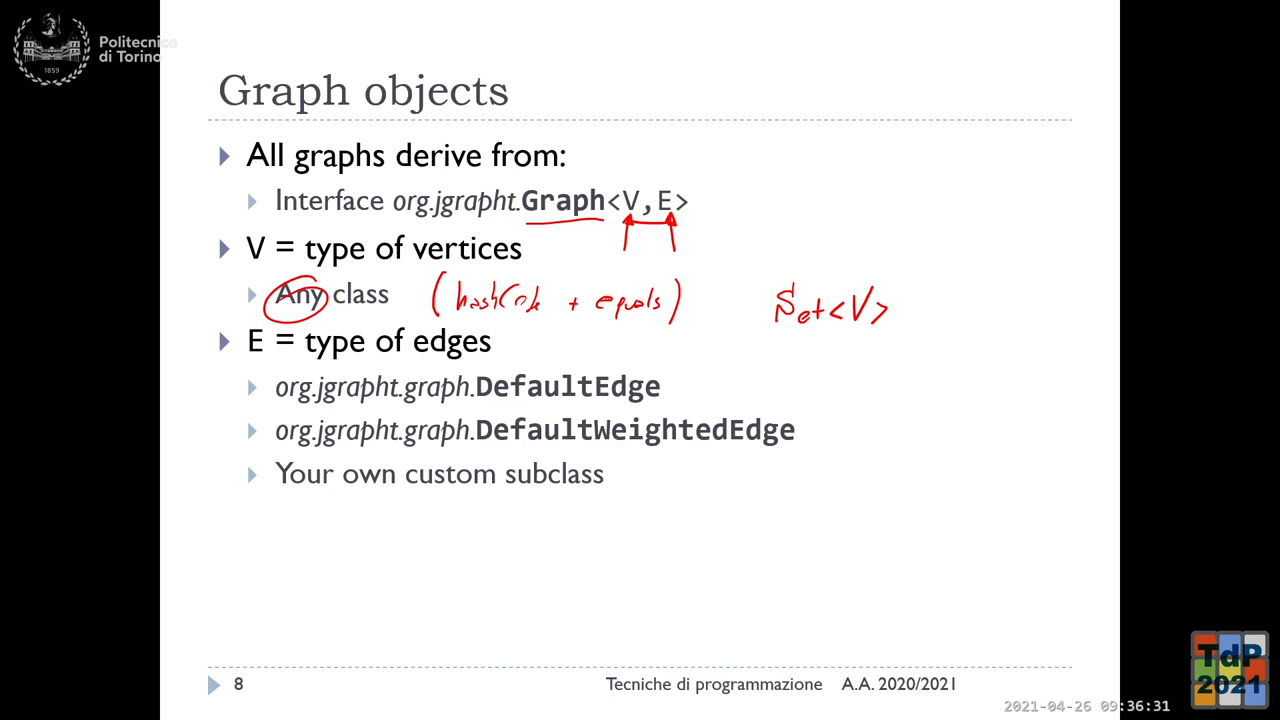 Politecnico
di Torino
1859
Graph objects
All graphs derive from:
Interface org.jgrapht.Graph<V,E>
V = type of vertices
Any class (hashCode + equals) Set<V>
E = type of edges
org.jgrapht.graph.DefaultEdge
org.jgrapht.graph.DefaultWeightedEdge
Your own custom subclass
8 Tecniche di programmazione A.A. 2020/2021
TdP
2021
2021-04-26 09:36:31